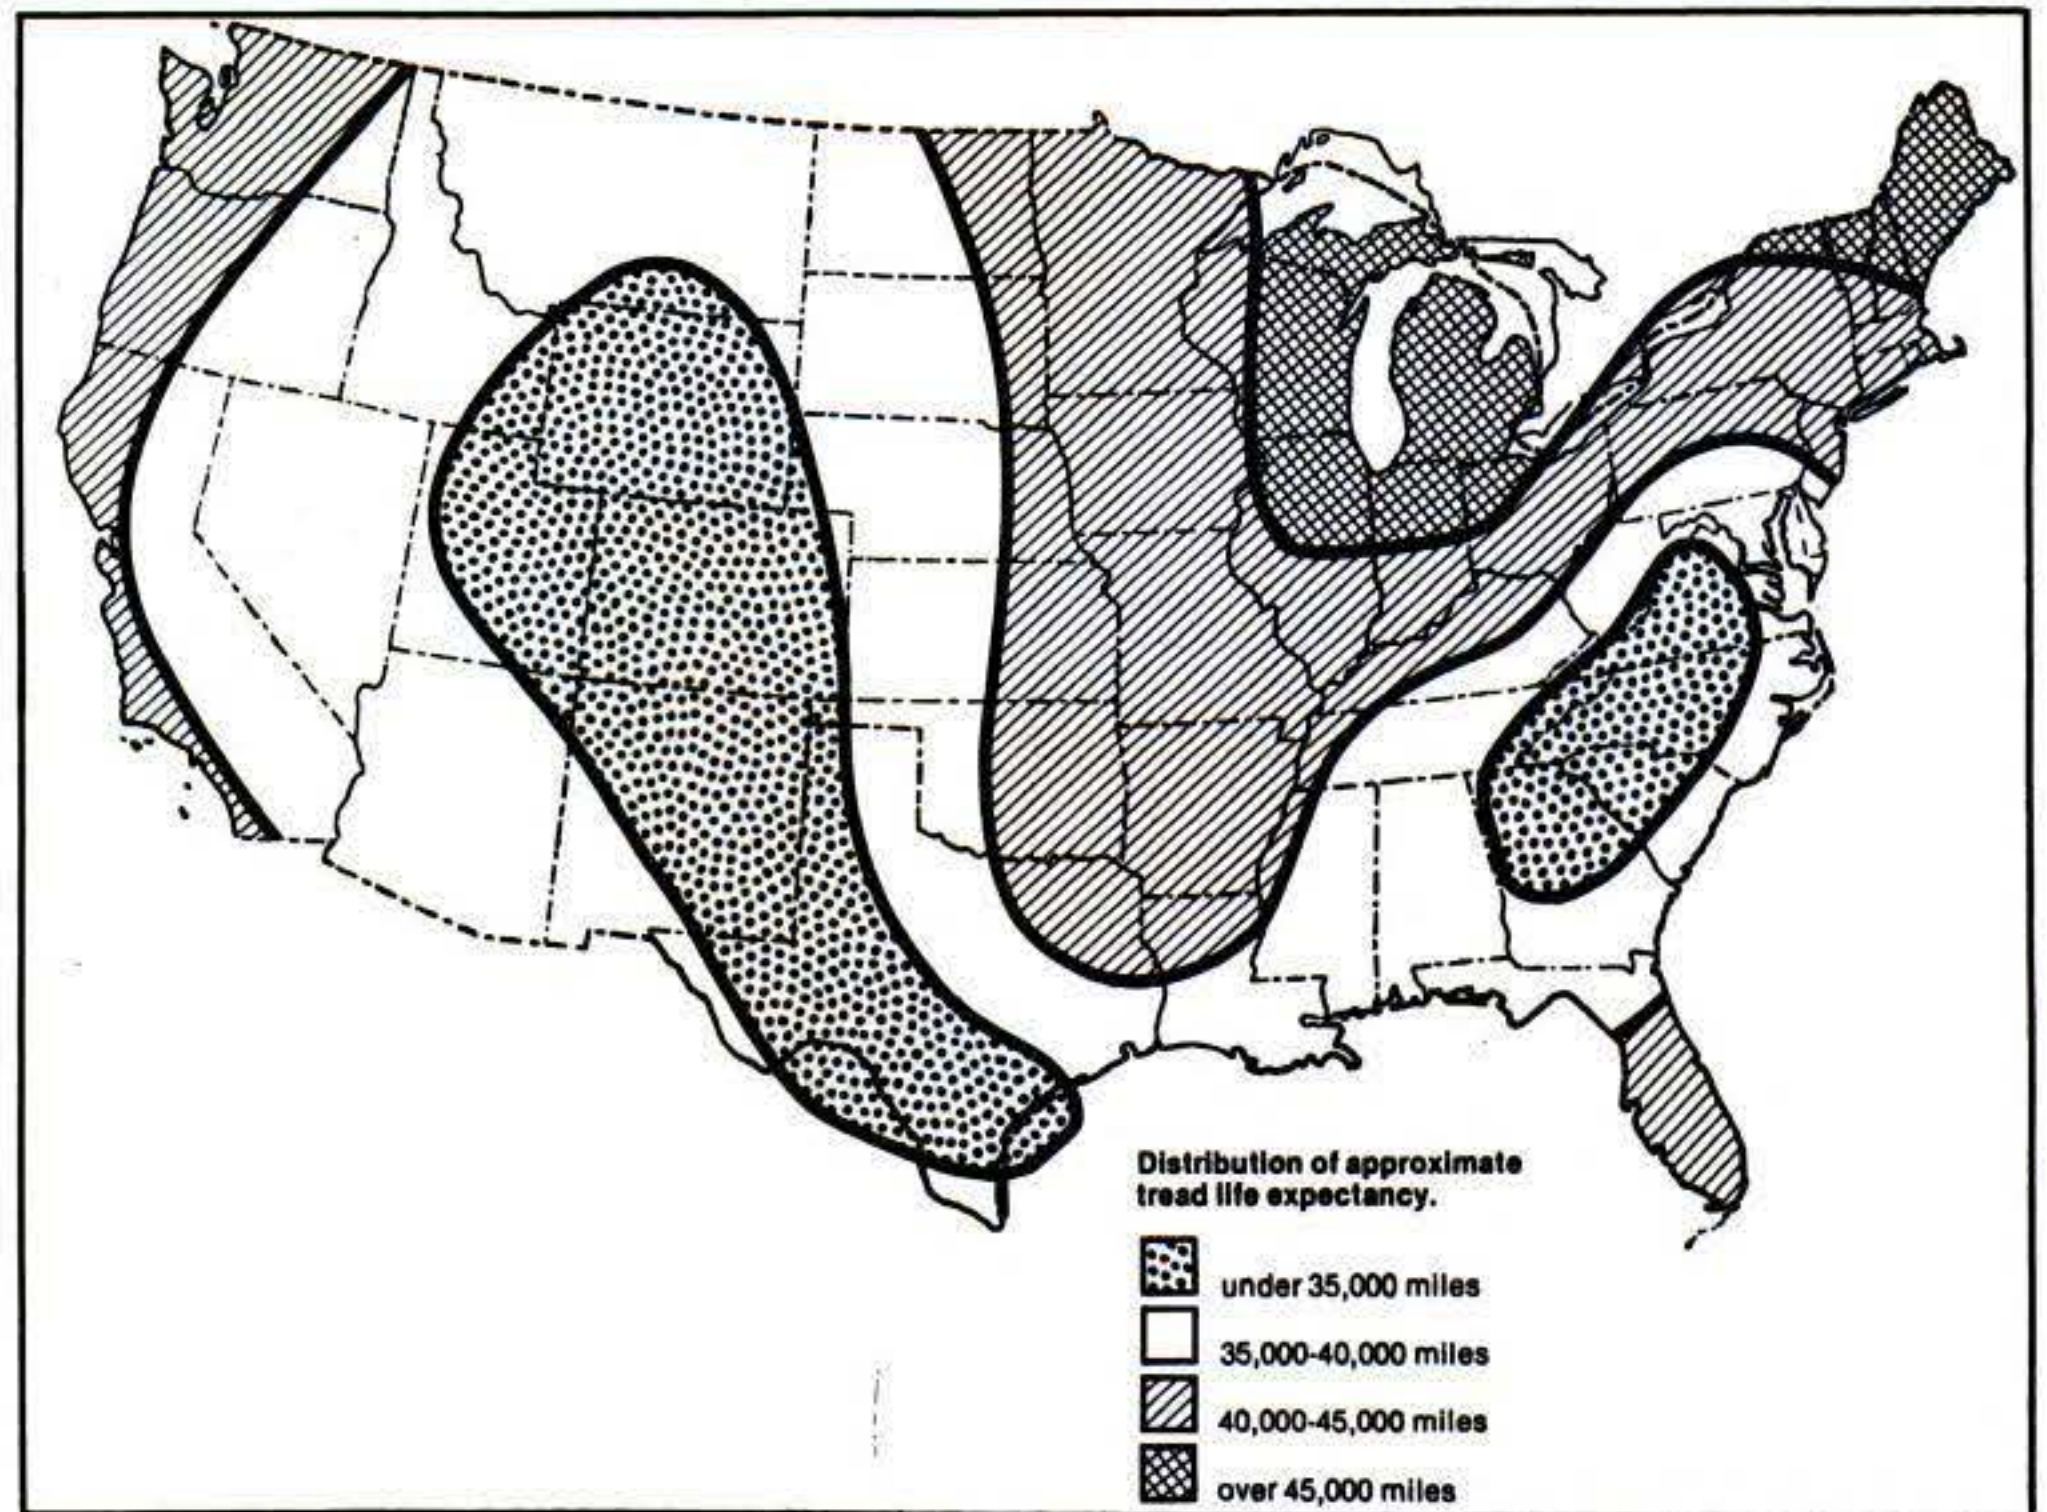 Distribution of approximate
tread life expectancy.
under 35,000 miles
35,000-40,000 miles
40,000-45,000 miles
over 45,000 miles